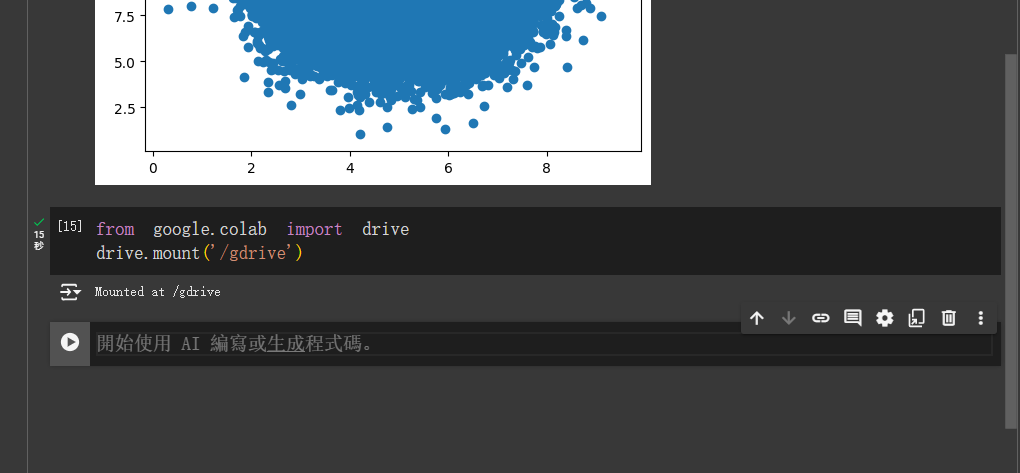 7.5
5.0
2.5
0 2 4 6 8
15
秒
[15]
from google.colab import drive
drive.mount('/gdrive')
Mounted at /gdrive
開始使用 AI 編寫或生成程式碼。